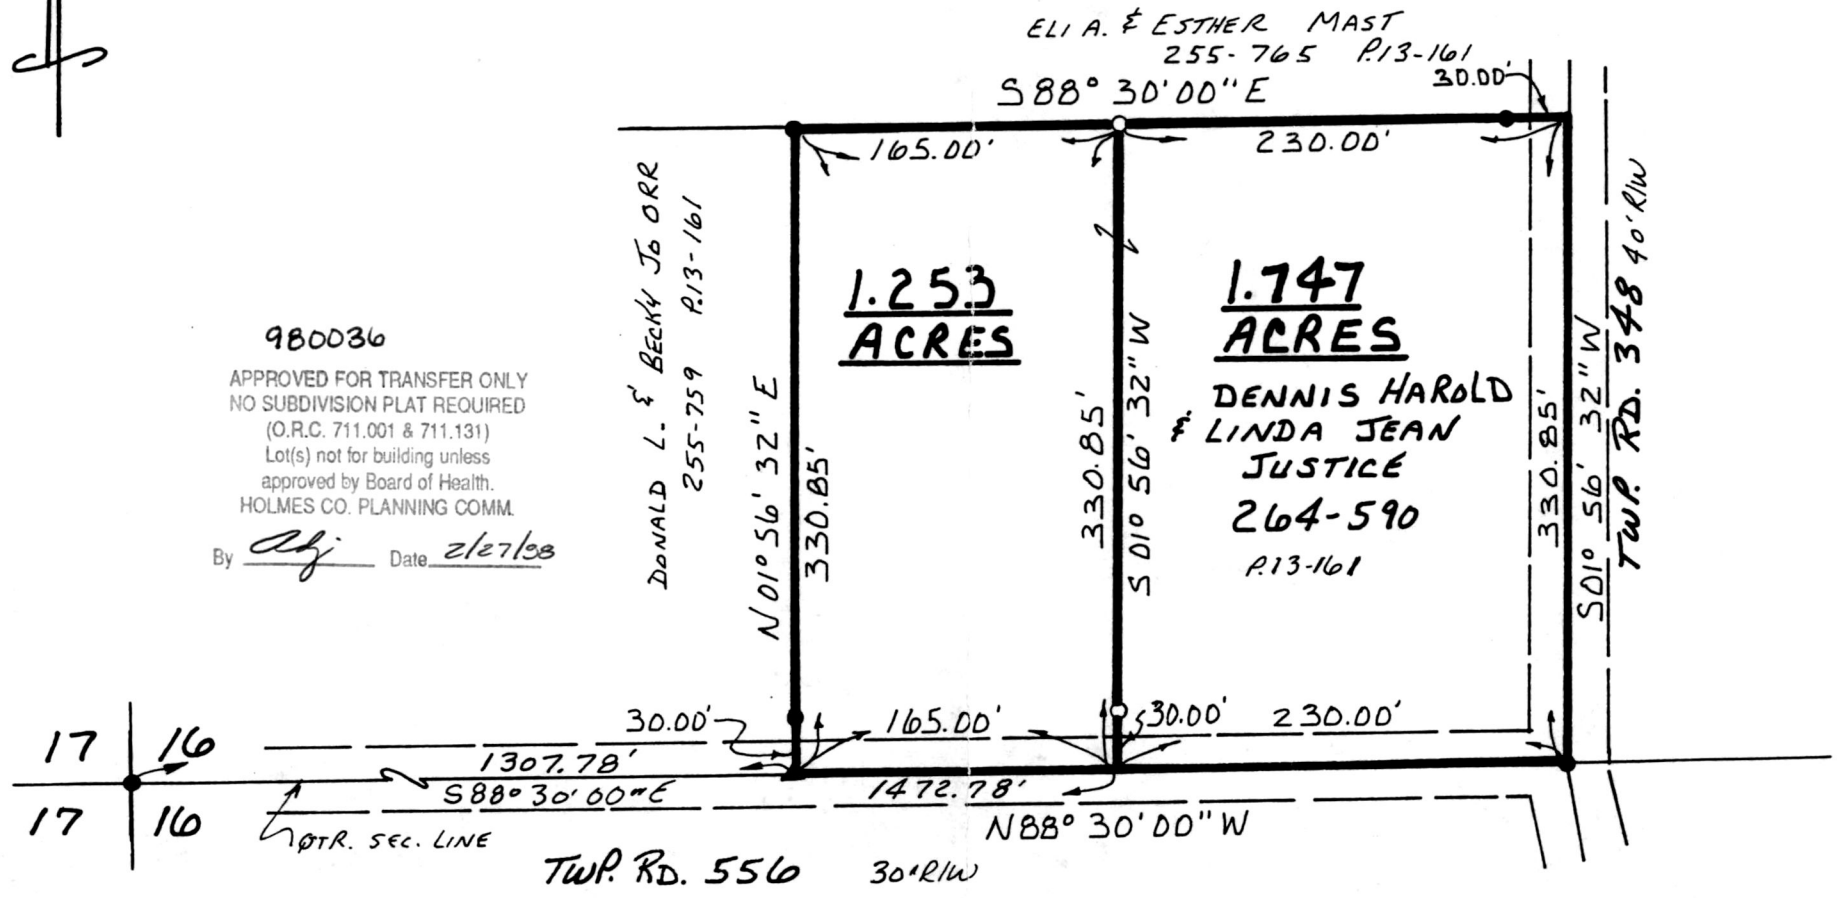 ELI A. & ESTHER MAST
255-765 P.13-161
30.00'
S88° 30'00" E
165.00'
230.00'
DONALD L. & BECKY JO ORR
255-759 P.13-161
N 01° 56' 32" E
330.85'
1.253
ACRES
330.85'
S 01° 56' 32" W
1.747
ACRES
DENNIS HAROLD
& LINDA JEAN
JUSTICE
264-590
P.13-161
330.85'
S01° 56' 32" W
TWP. RD. 348 40' R/W
980036
APPROVED FOR TRANSFER ONLY
NO SUBDIVISION PLAT REQUIRED
(O.R.C. 711.001 & 711.131)
Lot(s) not for building unless
approved by Board of Health.
HOLMES CO. PLANNING COMM.
By Date 2/27/98
30.00'
165.00'
30.00'
230.00'
17 16
1307.78'
S88° 30' 00" E
1472.78'
17 16
QTR. SEC. LINE
N88° 30'00" W
TWP. RD. 556 30' R/W